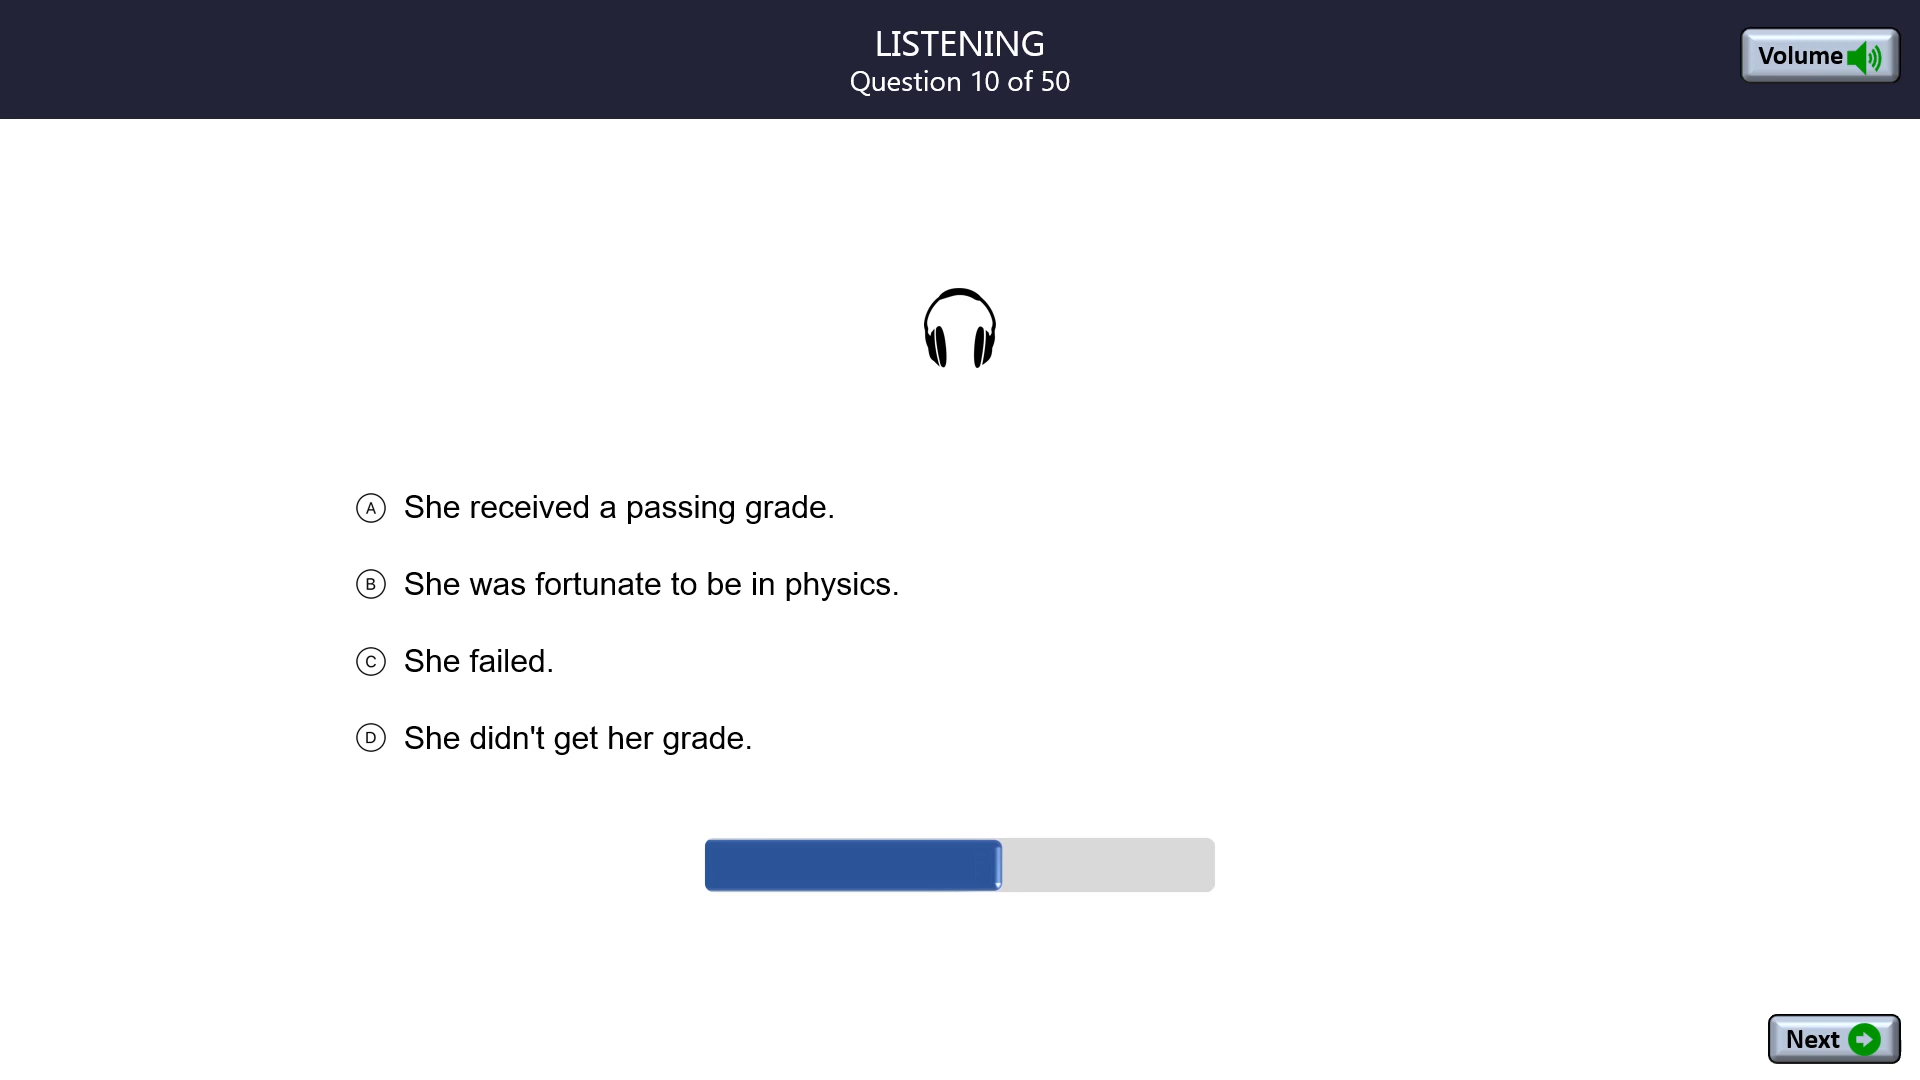 LISTENING
Question 10 of 50
Volume
A She received a passing grade.
B She was fortunate to be in physics.
C She failed.
D She didn't get her grade.
Next